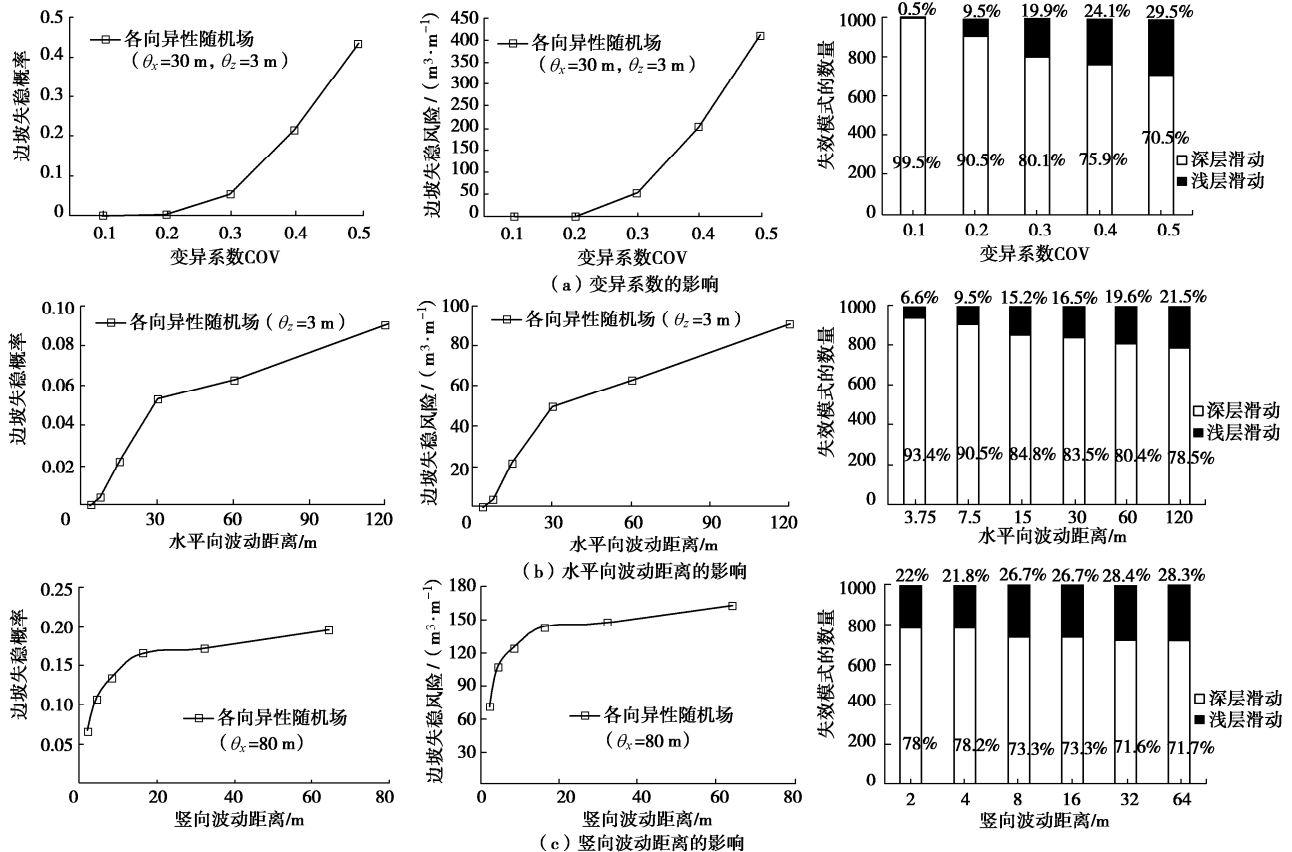 边坡失稳概率
0.5
0.4
0.3
0.2
0.1
0
各向异性随机场
(θx=30 m, θz=3 m)
0.1 0.2 0.3 0.4 0.5
变异系数COV
边坡失稳风险/(m³·m⁻¹)
450
400
350
300
250
200
150
100
50
0
各向异性随机场
(θx=30 m, θz=3 m)
0.1 0.2 0.3 0.4 0.5
变异系数COV
失效模式的数量
1000
800
600
400
200
0
0.5% 9.5% 19.9% 24.1% 29.5%
99.5% 90.5% 80.1% 75.9% 70.5%
深层滑动
浅层滑动
0.1 0.2 0.3 0.4 0.5
变异系数COV
(a) 变异系数的影响
边坡失稳概率
0.10
0.08
0.06
0.04
0.02
0
各向异性随机场(θz=3 m)
30 60 90 120
水平向波动距离/m
边坡失稳风险/(m³·m⁻¹)
100
80
60
40
20
0
各向异性随机场(θz=3 m)
30 60 90 120
水平向波动距离/m
失效模式的数量
1000
800
600
400
200
0
6.6% 9.5% 15.2% 16.5% 19.6% 21.5%
93.4% 90.5% 84.8% 83.5% 80.4% 78.5%
深层滑动
浅层滑动
3.75 7.5 15 30 60 120
水平向波动距离/m
(b) 水平向波动距离的影响
边坡失稳概率
0.25
0.20
0.15
0.10
0.05
各向异性随机场
(θx=80 m)
0 20 40 60 80
竖向波动距离/m
边坡失稳风险/(m³·m⁻¹)
180
150
120
90
60
30
各向异性随机场
(θx=80 m)
0 20 40 60 80
竖向波动距离/m
失效模式的数量
1000
800
600
400
200
0
22% 21.8% 26.7% 26.7% 28.4% 28.3%
78% 78.2% 73.3% 73.3% 71.6% 71.7%
深层滑动
浅层滑动
2 4 8 16 32 64
竖向波动距离/m
(c) 竖向波动距离的影响